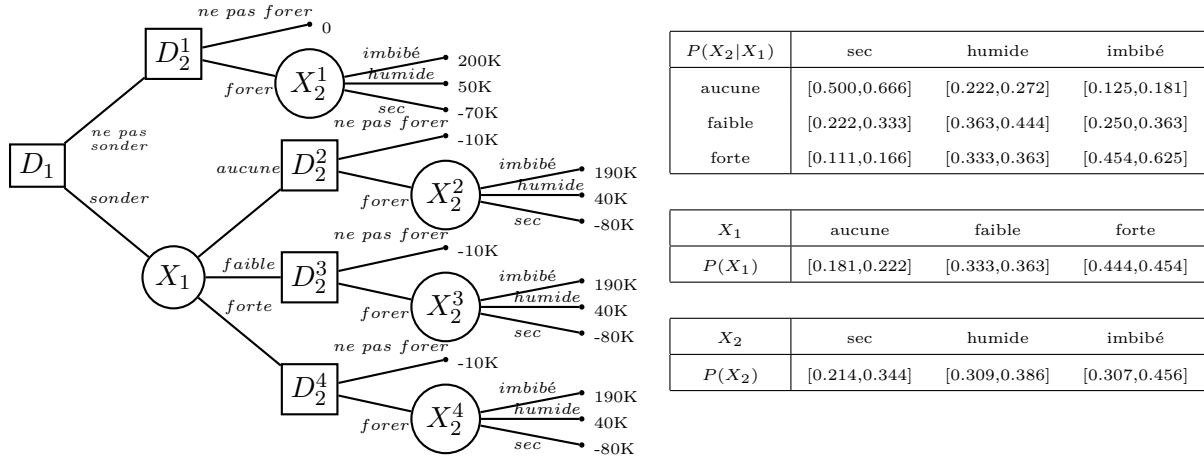 ne pas forer
0
D_2^1
imbibé
200K
humide
50K
forer
X_2^1
sec
-70K
ne pas
sonder
D_1
sonder
ne pas forer
-10K
aucune
D_2^2
imbibé
190K
humide
40K
forer
X_2^2
sec
-80K
X_1
ne pas forer
-10K
faible
D_2^3
imbibé
190K
humide
40K
forer
X_2^3
sec
-80K
forte
ne pas forer
-10K
D_2^4
imbibé
190K
humide
40K
forer
X_2^4
sec
-80K
P(X_2|X_1) sec humide imbibé
aucune [0.500,0.666] [0.222,0.272] [0.125,0.181]
faible [0.222,0.333] [0.363,0.444] [0.250,0.363]
forte [0.111,0.166] [0.333,0.363] [0.454,0.625]
X_1 aucune faible forte
P(X_1) [0.181,0.222] [0.333,0.363] [0.444,0.454]
X_2 sec humide imbibé
P(X_2) [0.214,0.344] [0.309,0.386] [0.307,0.456]